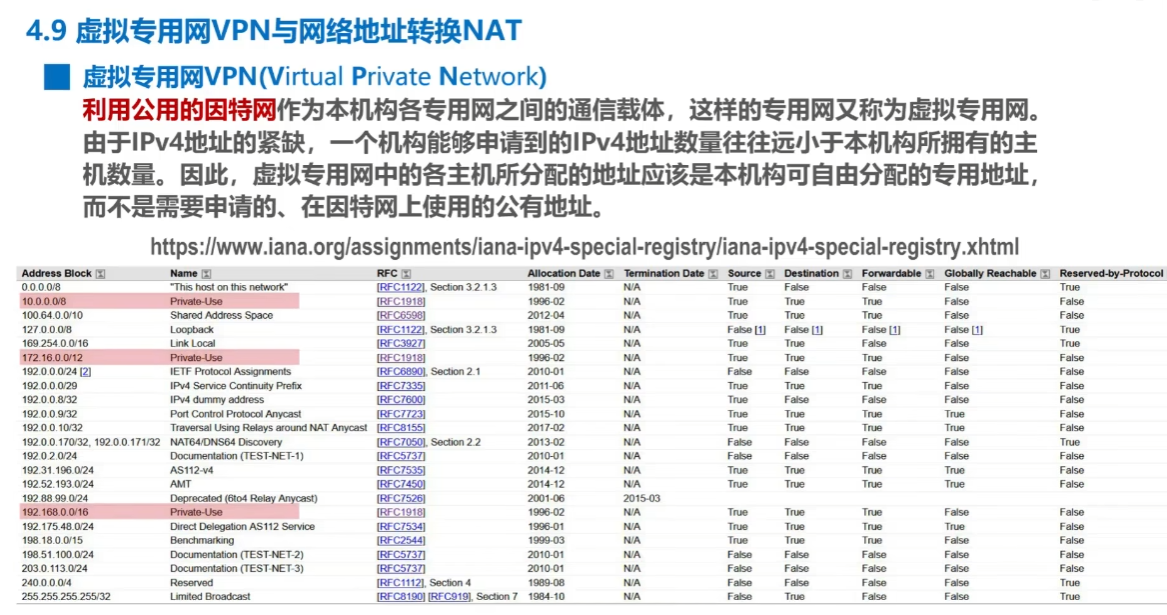 4.9 虚拟专用网VPN与网络地址转换NAT
虚拟专用网VPN(Virtual Private Network)
利用公用的因特网作为本机构各专用网之间的通信载体，这样的专用网又称为虚拟专用网。
由于IPv4地址的紧缺，一个机构能够申请到的IPv4地址数量往往远小于本机构所拥有的主
机数量。因此，虚拟专用网中的各主机所分配的地址应该是本机构可自由分配的专用地址，
而不是需要申请的、在因特网上使用的公有地址。
https://www.iana.org/assignments/iana-ipv4-special-registry/iana-ipv4-special-registry.xhtml
Address Block Name RFC Allocation Date Termination Date Source Destination Forwardable Globally Reachable Reserved-by-Protocol
0.0.0.0/8 "This host on this network" [RFC1122], Section 3.2.1.3 1981-09 N/A True False False False True
10.0.0.0/8 Private-Use [RFC1918] 1996-02 N/A True True True False False
100.64.0.0/10 Shared Address Space [RFC6598] 2012-04 N/A True True True False False
127.0.0.0/8 Loopback [RFC1122], Section 3.2.1.3 1981-09 N/A False [1] False [1] False [1] False [1] True
169.254.0.0/16 Link Local [RFC3927] 2005-05 N/A True True False False True
172.16.0.0/12 Private-Use [RFC1918] 1996-02 N/A True True True False False
192.0.0.0/24 [2] IETF Protocol Assignments [RFC6890], Section 2.1 2010-01 N/A False False False False False
192.0.0.0/29 IPv4 Service Continuity Prefix [RFC7335] 2011-06 N/A True True True False False
192.0.0.8/32 IPv4 dummy address [RFC7600] 2015-03 N/A True False False False False
192.0.0.9/32 Port Control Protocol Anycast [RFC7723] 2015-10 N/A True True True True False
192.0.0.10/32 Traversal Using Relays around NAT Anycast [RFC8155] 2017-02 N/A True True True True False
192.0.0.170/32, 192.0.0.171/32 NAT64/DNS64 Discovery [RFC7050], Section 2.2 2013-02 N/A False False False False True
192.0.2.0/24 Documentation (TEST-NET-1) [RFC5737] 2010-01 N/A False False False False False
192.31.196.0/24 AS112-v4 [RFC7535] 2014-12 N/A True True True True False
192.52.193.0/24 AMT [RFC7450] 2014-12 N/A True True True True False
192.88.99.0/24 Deprecated (6to4 Relay Anycast) [RFC7526] 2001-06 2015-03
192.168.0.0/16 Private-Use [RFC1918] 1996-02 N/A True True True False False
192.175.48.0/24 Direct Delegation AS112 Service [RFC7534] 1996-01 N/A True True True True False
198.18.0.0/15 Benchmarking [RFC2544] 1999-03 N/A True True True False False
198.51.100.0/24 Documentation (TEST-NET-2) [RFC5737] 2010-01 N/A False False False False False
203.0.113.0/24 Documentation (TEST-NET-3) [RFC5737] 2010-01 N/A False False False False False
240.0.0.0/4 Reserved [RFC1112], Section 4 1989-08 N/A False False False False True
255.255.255.255/32 Limited Broadcast [RFC8190] [RFC919], Section 7 1984-10 N/A False True False False True